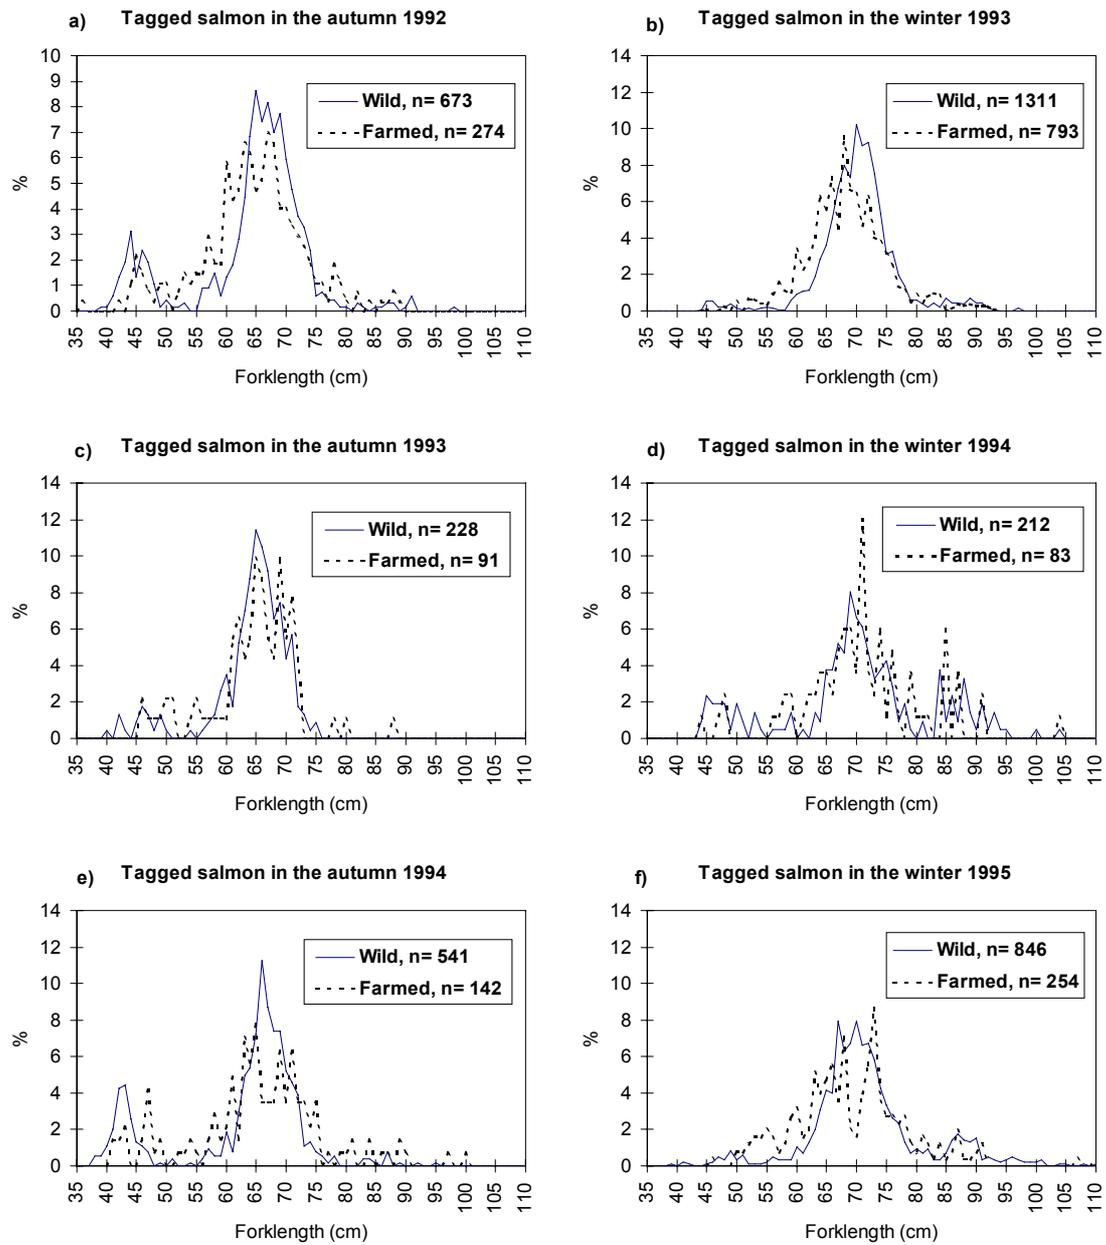 a) Tagged salmon in the autumn 1992
10
9
8
7
6
5
4
3
2
1
0
%
Wild, n= 673
Farmed, n= 274
35 40 45 50 55 60 65 70 75 80 85 90 95 100 105 110
Forklength (cm)
b) Tagged salmon in the winter 1993
14
12
10
8
6
4
2
0
%
Wild, n= 1311
Farmed, n= 793
35 40 45 50 55 60 65 70 75 80 85 90 95 100 105 110
Forklength (cm)
c) Tagged salmon in the autumn 1993
14
12
10
8
6
4
2
0
%
Wild, n= 228
Farmed, n= 91
35 40 45 50 55 60 65 70 75 80 85 90 95 100 105 110
Forklength (cm)
d) Tagged salmon in the winter 1994
14
12
10
8
6
4
2
0
%
Wild, n= 212
Farmed, n= 83
35 40 45 50 55 60 65 70 75 80 85 90 95 100 105 110
Forklength (cm)
e) Tagged salmon in the autumn 1994
14
12
10
8
6
4
2
0
%
Wild, n= 541
Farmed, n= 142
35 40 45 50 55 60 65 70 75 80 85 90 95 100 105 110
Forklength (cm)
f) Tagged salmon in the winter 1995
14
12
10
8
6
4
2
0
%
Wild, n= 846
Farmed, n= 254
35 40 45 50 55 60 65 70 75 80 85 90 95 100 105 110
Forklength (cm)